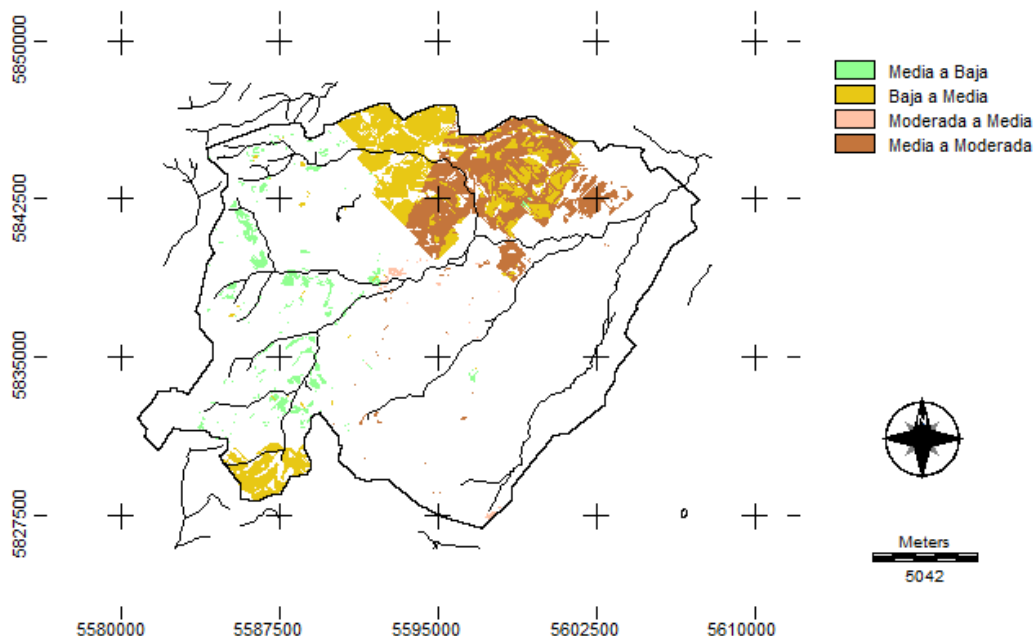 5850000
5842500
5835000
5827500
5580000
5587500
5595000
5602500
5610000
Media a Baja
Baja a Media
Moderada a Media
Media a Moderada
Meters
5042